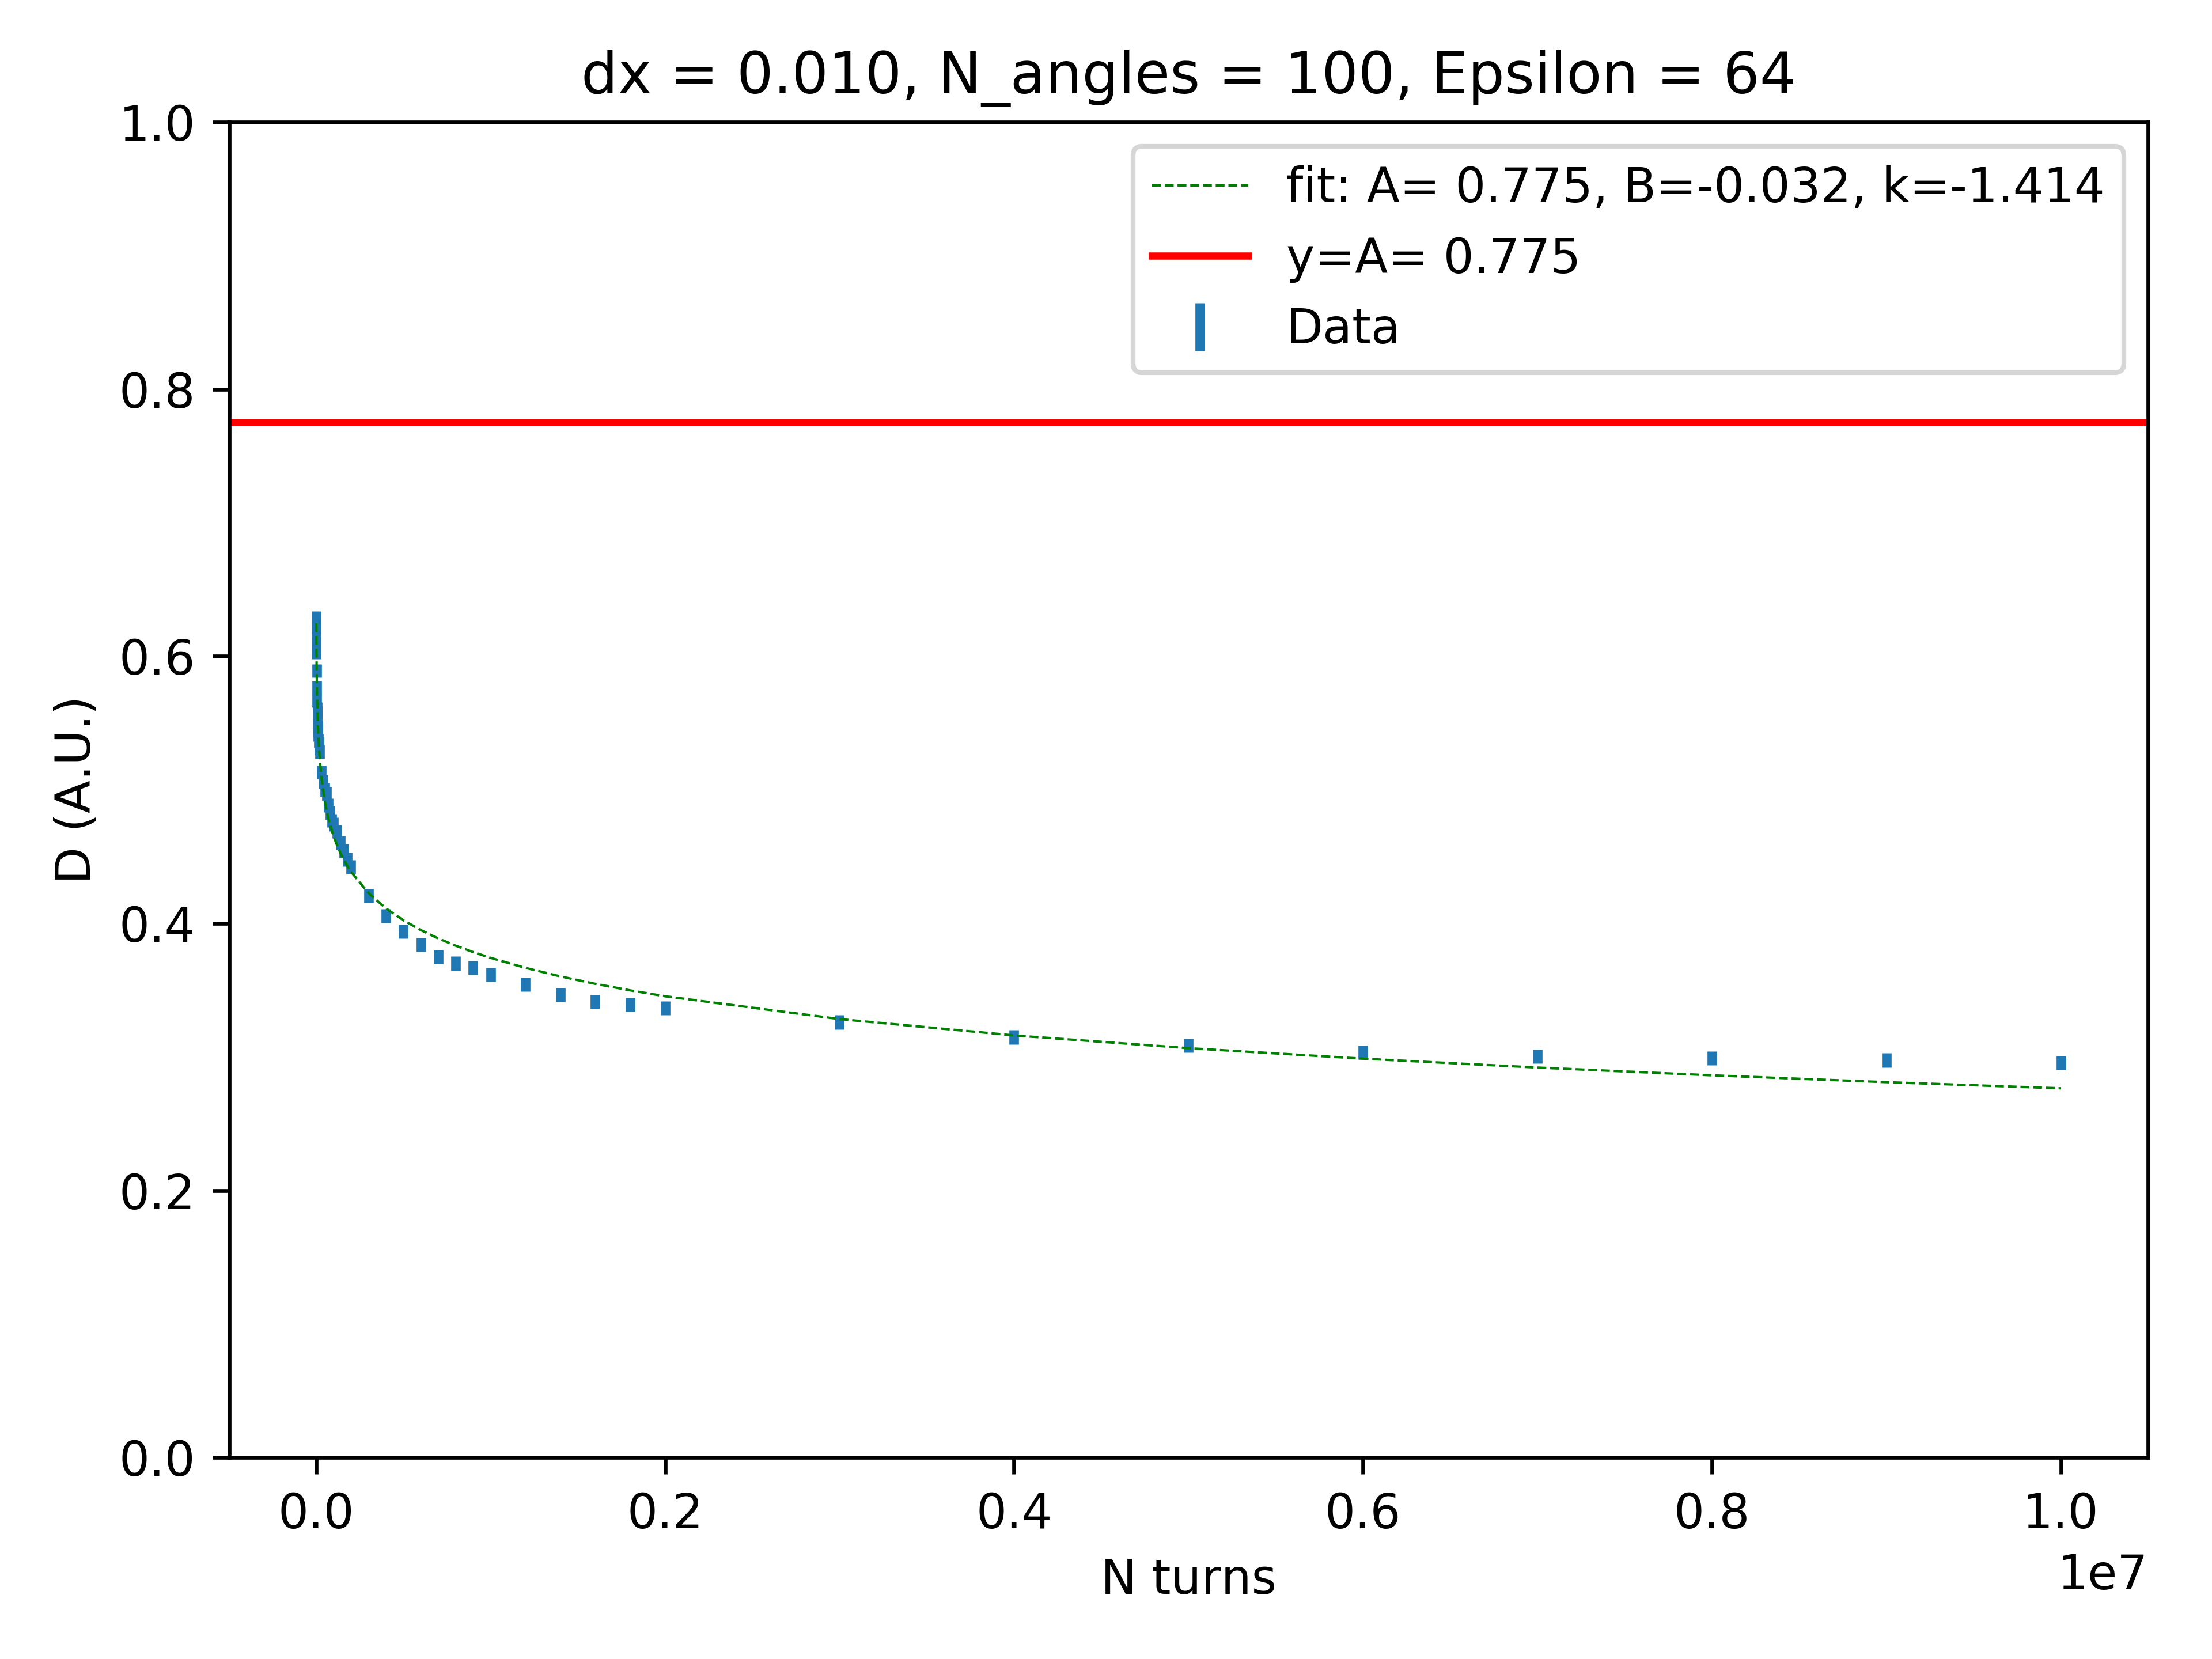 dx = 0.010, N_angles = 100, Epsilon = 64
fit: A= 0.775, B=-0.032, k=-1.414
y=A= 0.775
Data
D (A.U.)
1.0
0.8
0.6
0.4
0.2
0.0
0.0 0.2 0.4 0.6 0.8 1.0
1e7
N turns